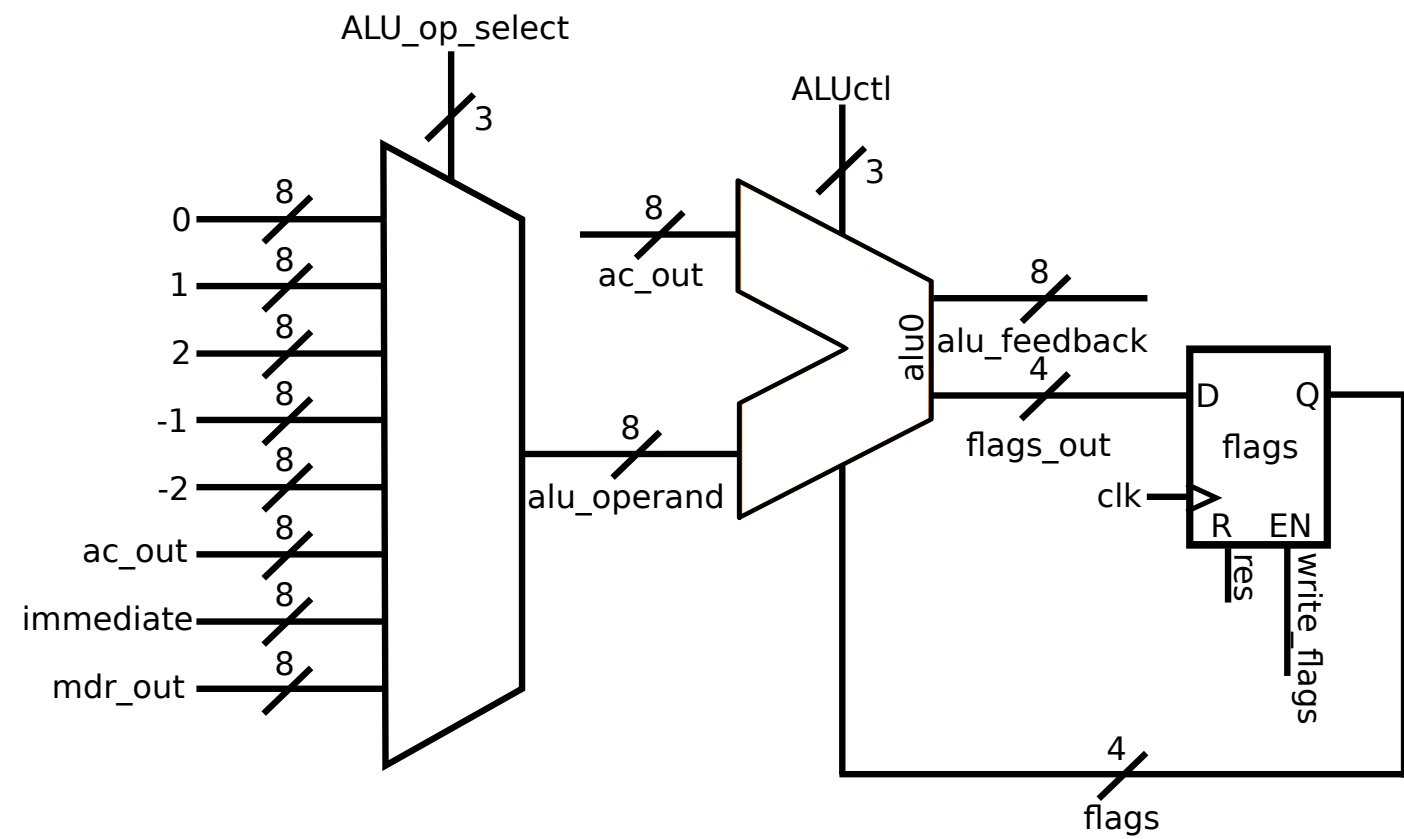 ALU_op_select
3
ALUctl
3
8
0
8
1
8
2
8
-1
8
-2
8
ac_out
8
immediate
8
mdr_out
8
ac_out
8
alu_operand
alu0
8
alu_feedback
4
flags_out
D
Q
flags
clk
R
EN
res
write_flags
4
flags